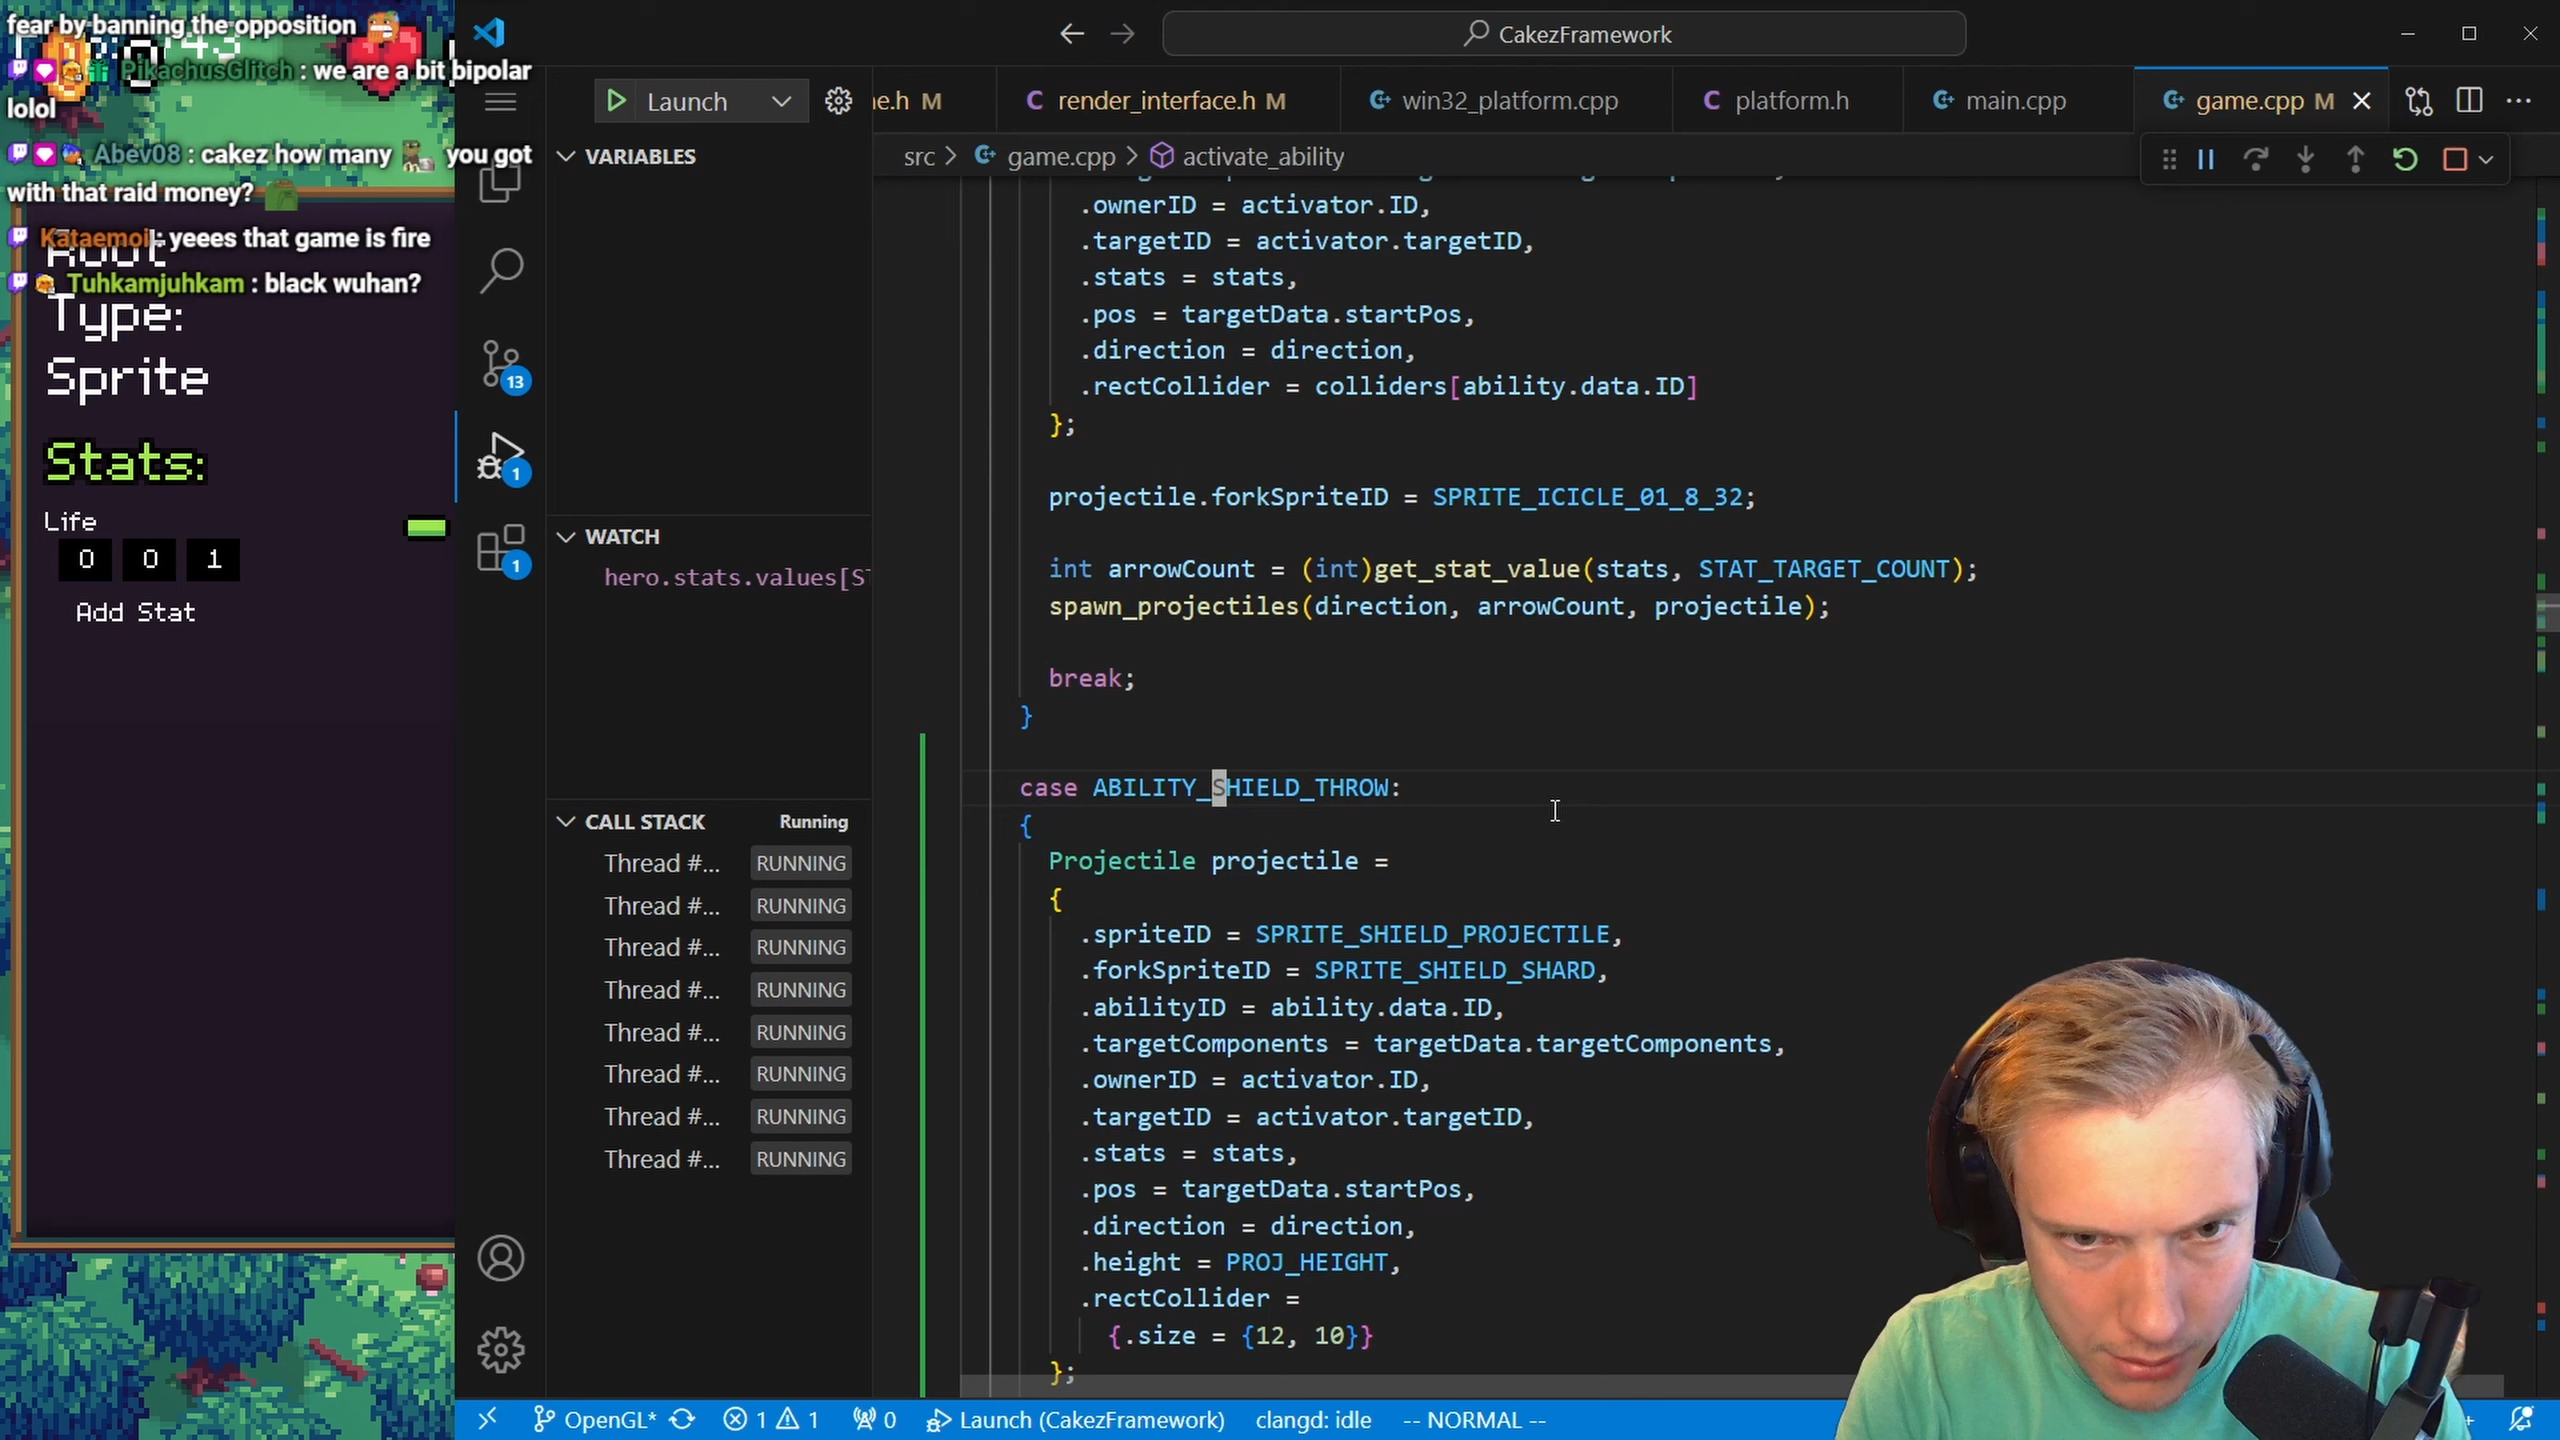 fear by banning the opposition
PikachusGlitch : we are a bit bipolar
lolol
Abev08 : cakez how many you got
with that raid money?
Kataemoi : yeees that game is fire
Root
Tuhkamjuhkam : black wuhan?
Type:
Sprite
Stats:
Life
0 0 1
Add Stat
CakezFramework
Launch
e.h M
render_interface.h M
win32_platform.cpp
platform.h
main.cpp
game.cpp M
src > game.cpp > activate_ability
VARIABLES
WATCH
hero.stats.values[S
CALL STACK Running
Thread #... RUNNING
Thread #... RUNNING
Thread #... RUNNING
Thread #... RUNNING
Thread #... RUNNING
Thread #... RUNNING
Thread #... RUNNING
Thread #... RUNNING
13
1
1
.ownerID = activator.ID,
.targetID = activator.targetID,
.stats = stats,
.pos = targetData.startPos,
.direction = direction,
.rectCollider = colliders[ability.data.ID]
};
projectile.forkSpriteID = SPRITE_ICICLE_01_8_32;
int arrowCount = (int)get_stat_value(stats, STAT_TARGET_COUNT);
spawn_projectiles(direction, arrowCount, projectile);
break;
}
case ABILITY_SHIELD_THROW:
{
Projectile projectile =
{
.spriteID = SPRITE_SHIELD_PROJECTILE,
.forkSpriteID = SPRITE_SHIELD_SHARD,
.abilityID = ability.data.ID,
.targetComponents = targetData.targetComponents,
.ownerID = activator.ID,
.targetID = activator.targetID,
.stats = stats,
.pos = targetData.startPos,
.direction = direction,
.height = PROJ_HEIGHT,
.rectCollider =
{.size = {12, 10}}
};
OpenGL* 1 1 0 Launch (CakezFramework) clangd: idle -- NORMAL --